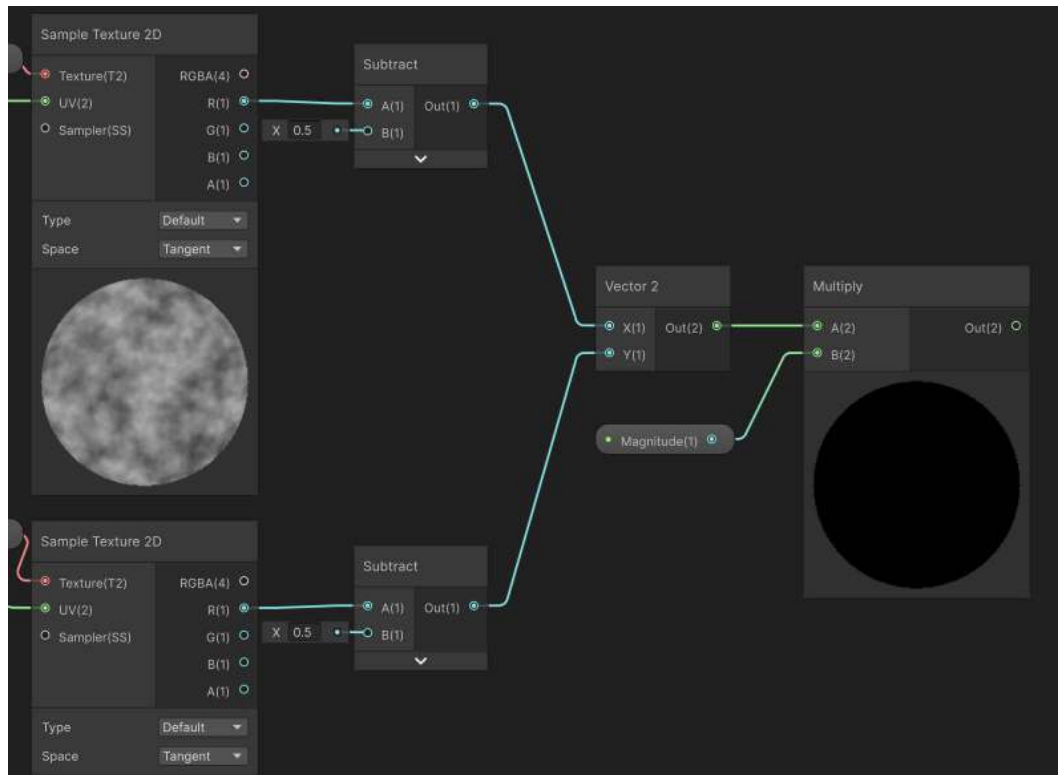 Sample Texture 2D
Texture(T2) RGBA(4)
UV(2) R(1)
Sampler(SS) G(1)
B(1)
A(1)
Type Default
Space Tangent
X 0.5
Subtract
A(1) Out(1)
B(1)
Vector 2
X(1) Out(2)
Y(1)
Magnitude(1)
Multiply
A(2) Out(2)
B(2)
Sample Texture 2D
Texture(T2) RGBA(4)
UV(2) R(1)
Sampler(SS) G(1)
B(1)
A(1)
Type Default
Space Tangent
X 0.5
Subtract
A(1) Out(1)
B(1)